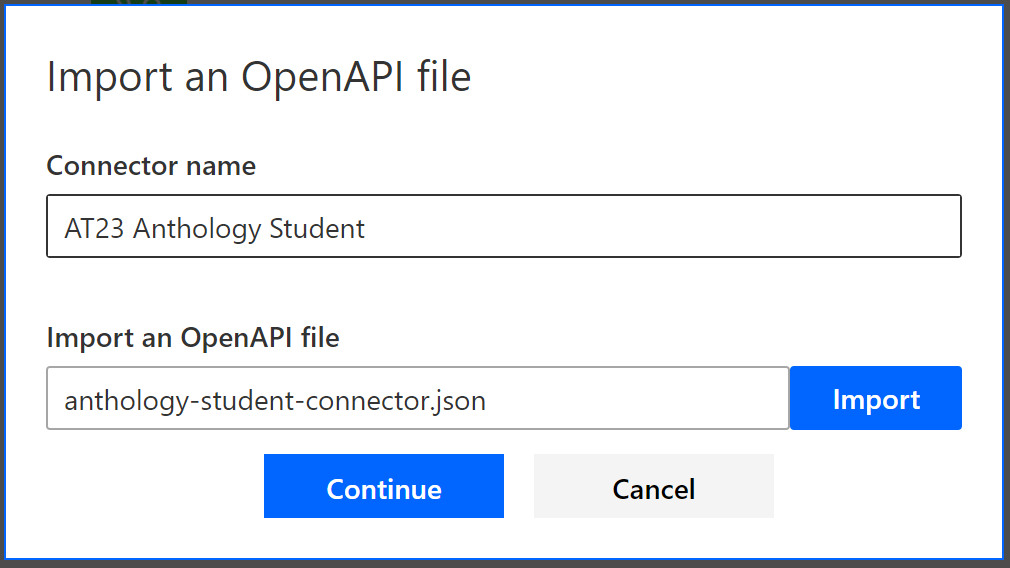 Import an OpenAPI file
Connector name
AT23 Anthology Student
Import an OpenAPI file
anthology-student-connector.json
Import
Continue
Cancel